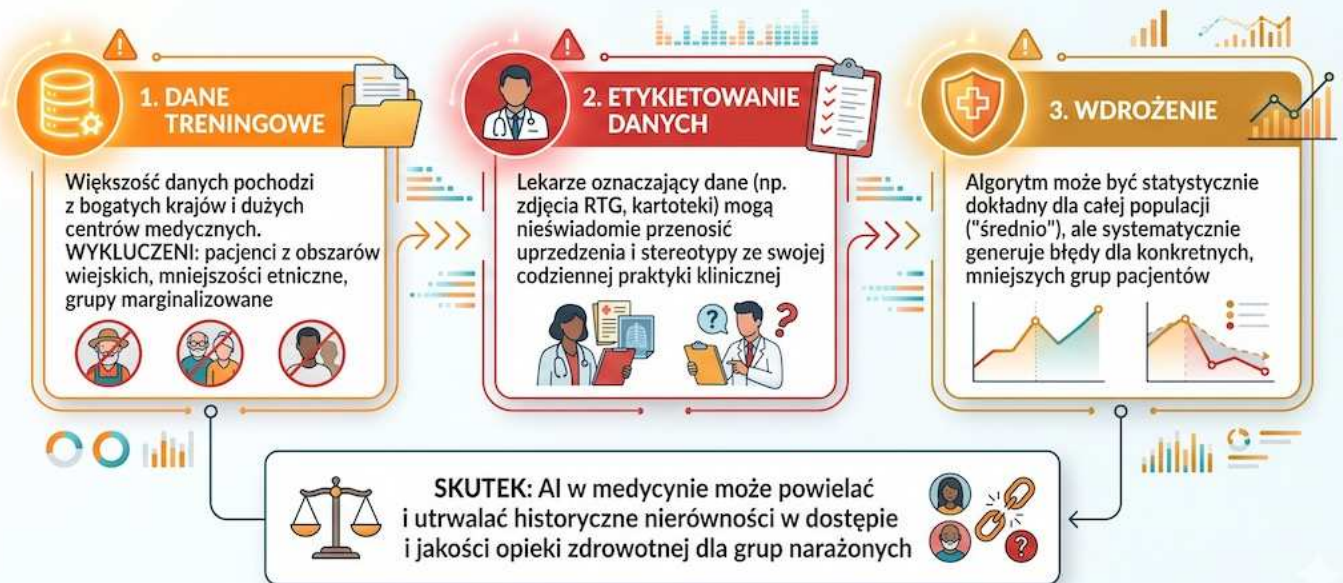 1. DANE
TRENINGOWE
Większość danych pochodzi
z bogatych krajów i dużych
centrów medycznych.
WYKLUCZENI: pacjenci z obszarów
wiejskich, mniejszości etniczne,
grupy marginalizowane
2. ETYKIETOWANIE
DANYCH
Lekarze oznaczający dane (np.
zdjęcia RTG, kartoteki) mogą
nieświadomie przenosić
uprzedzenia i stereotypy ze swojej
codziennej praktyki klinicznej
? ?
3. WDROŻENIE
Algorytm może być statystycznie
dokładny dla całej populacji
("średnio"), ale systematycznie
generuje błędy dla konkretnych,
mniejszych grup pacjentów
SKUTEK: AI w medycynie może powielać
i utrwalać historyczne nierówności w dostępie
i jakości opieki zdrowotnej dla grup narażonych
?